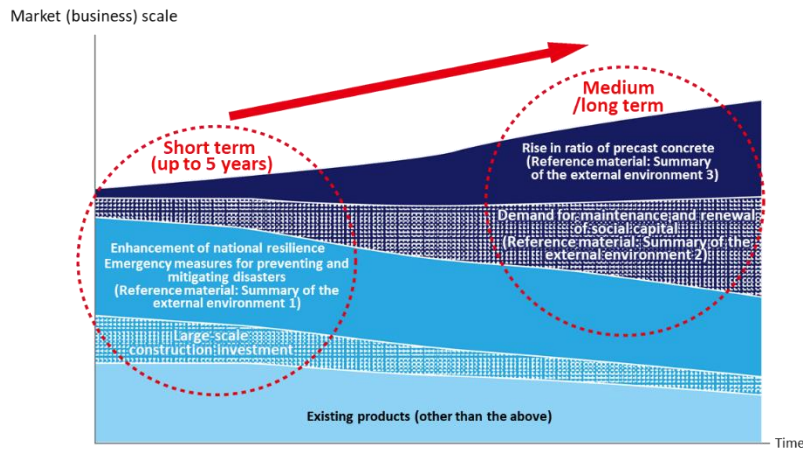 Market (business) scale
Medium
/long term
Short term
(up to 5 years)
Rise in ratio of precast concrete
(Reference material: Summary
of the external environment 3)
Demand for maintenance and renewal
of social capital
(Reference material: Summary of the
external environment 2)
Enhancement of national resilience
Emergency measures for preventing and
mitigating disasters
(Reference material: Summary of the
external environment 1)
Large-scale
construction investment
Existing products (other than the above)
Time